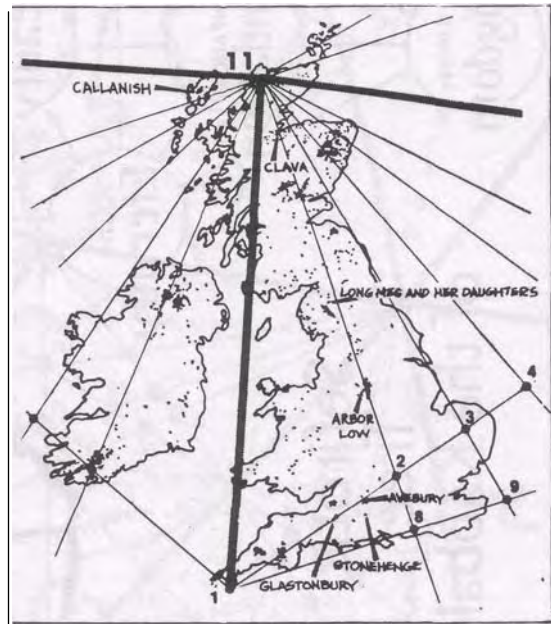 11
CALLANISH
CLAVA
LONG MEG AND HER DAUGHTERS
4
ARBOR
LOW
3
2
AVEBURY
9
8
STONEHENGE
GLASTONBURY
1